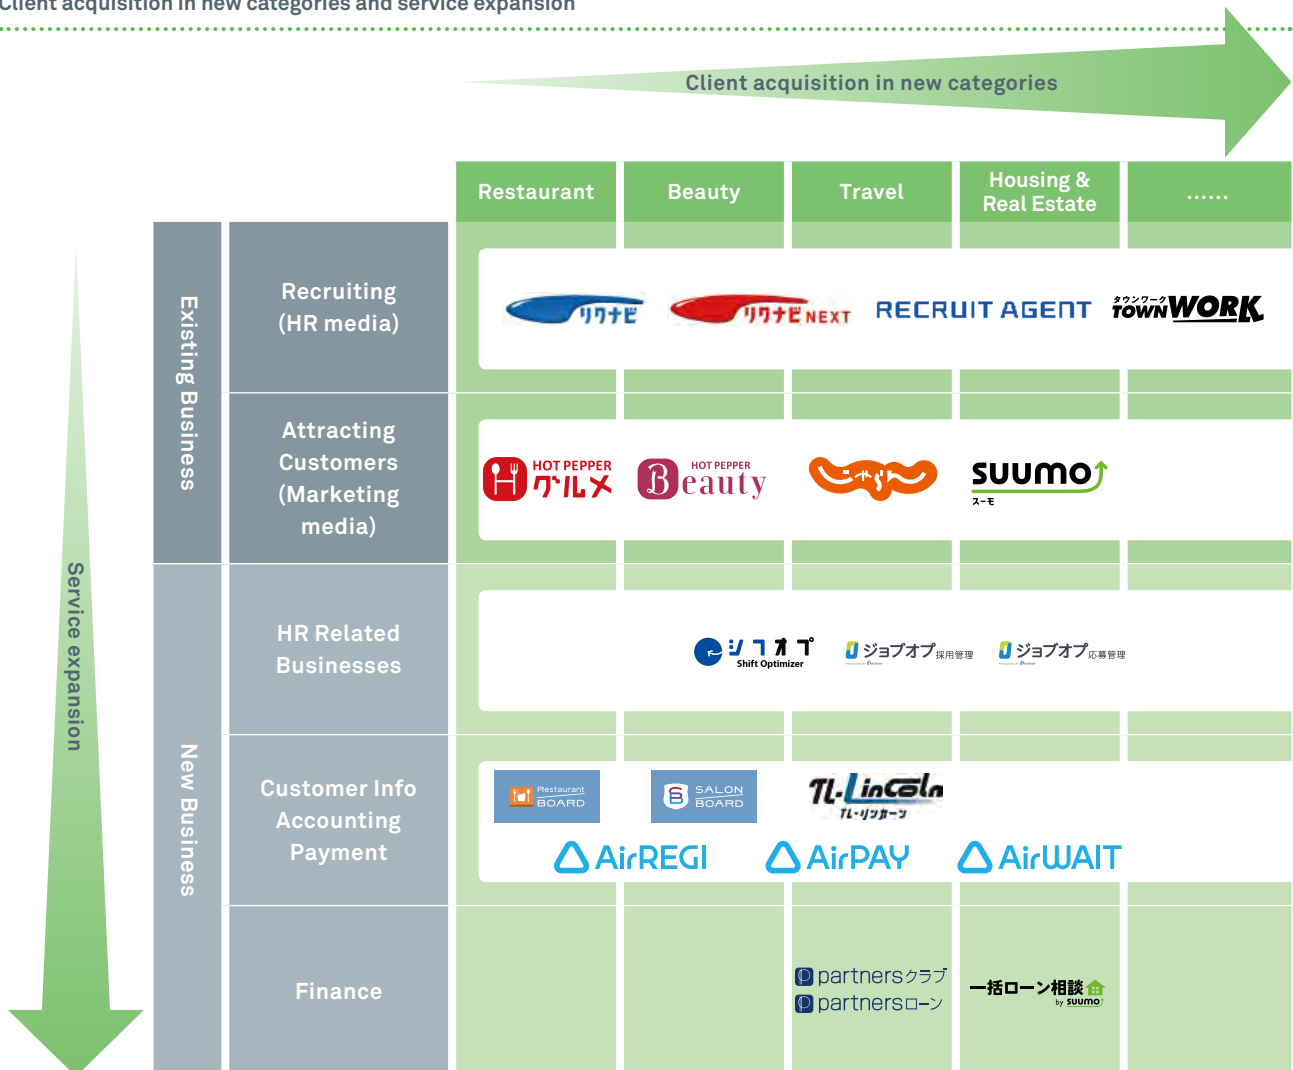 Client acquisition in new categories and service expansion
Client acquisition in new categories
Restaurant
Beauty
Travel
Housing &
Real Estate
......
Service expansion
Existing Business
Recruiting
(HR media)
リクナビ
リクナビNEXT
RECRUIT AGENT
タウンワーク
TOWNWORK
Attracting
Customers
(Marketing
media)
HOT PEPPER
グルメ
HOT PEPPER
Beauty
じゃらん
SUUMO
スーモ
New Business
HR Related
Businesses
シフオプ
Shift Optimizer
ジョブオプ採用管理
ジョブオプ応募管理
Customer Info
Accounting
Payment
Restaurant
BOARD
SALON
BOARD
TL-Lincoln
TL-リンカーン
AirREGI
AirPAY
AirWAIT
Finance
partnersクラブ
partnersローン
一括ローン相談
by SUUMO